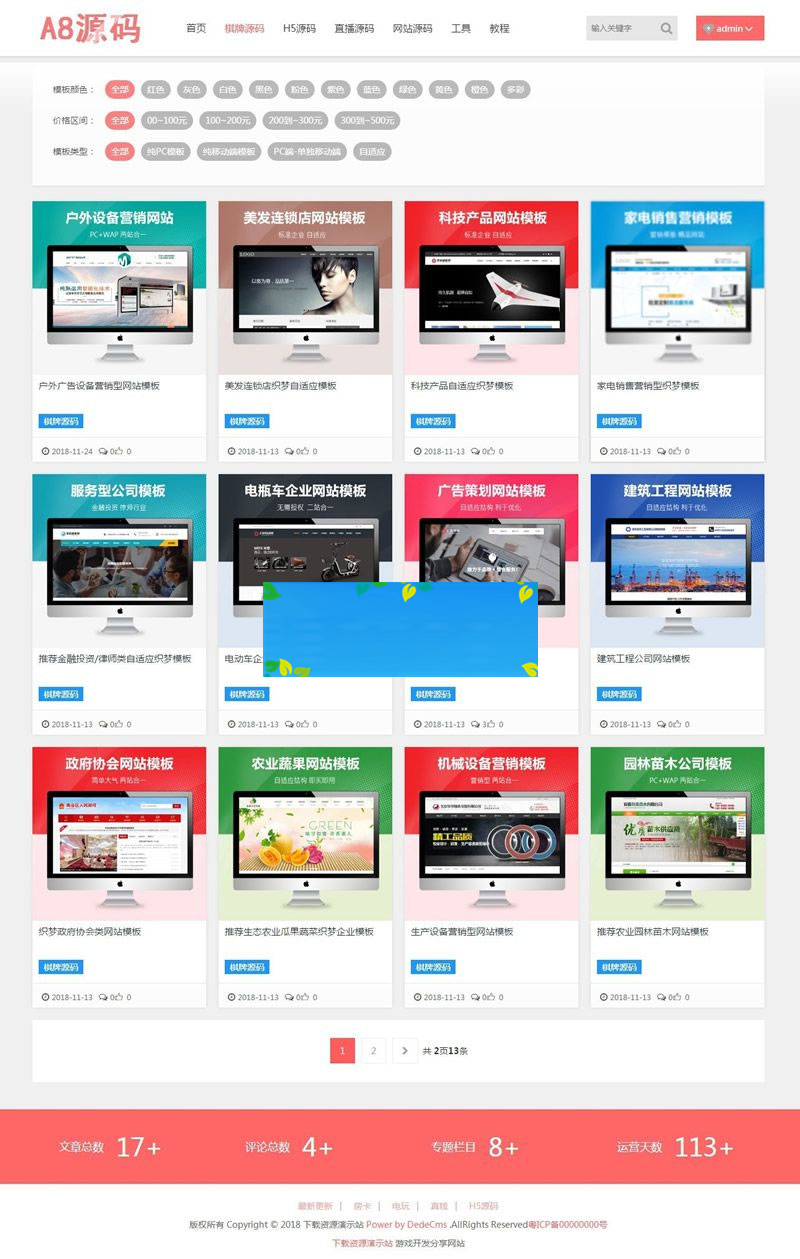 A8源码
首页 棋牌源码 H5源码 直播源码 网站源码 工具 教程
输入关键字
admin
模板颜色： 全部 红色 灰色 白色 黑色 粉色 紫色 蓝色 绿色 黄色 橙色 多彩
价格区间： 全部 00~100元 100~200元 200到~300元 300到~500元
模板类型： 全部 纯PC模板 纯移动端模板 PC端-单独移动端 自适应
户外设备营销网站 美发连锁店网站模板 科技产品网站模板 家电销售营销模板
PC+WAP 两站合一 标准企业 自适应 标准企业 自适应 营销模板 精品网站
户外广告设备营销型网站模板 美发连锁店织梦自适应模板 科技产品自适应织梦模板 家电销售营销型织梦模板
棋牌源码 棋牌源码 棋牌源码 棋牌源码
2018-11-24 0 0 2018-11-13 0 0 2018-11-13 0 0 2018-11-13 0 0
服务型公司模板 电瓶车企业网站模板 广告策划网站模板 建筑工程网站模板
金融投资 律师行业 无需授权 二站合一 自适应结构 利于优化 自适应结构 利于优化
推荐金融投资/律师类自适应织梦模板 电动车企 建筑工程公司网站模板
棋牌源码 棋牌源码 棋牌源码 棋牌源码
2018-11-13 0 0 2018-11-13 0 0 2018-11-13 3 0 2018-11-13 0 0
政府协会网站模板 农业蔬果网站模板 机械设备营销模板 园林苗木公司模板
简单大气 两站合一 自适应结构 即买即用 营销型 两站合一 PC+WAP 两站合一
GREEN
精工品质
优质苗木供应商
织梦政府协会类网站模板 推荐生态农业瓜果蔬菜织梦企业模板 生产设备营销型网站模板 推荐农业园林苗木网站模板
棋牌源码 棋牌源码 棋牌源码 棋牌源码
2018-11-13 0 0 2018-11-13 0 0 2018-11-13 0 0 2018-11-13 0 0
1 2 共 2页13条
文章总数 17+ 评论总数 4+ 专题栏目 8+ 运营天数 113+
最新更新 | 房卡 | 电玩 | 真钱 | H5源码
版权所有 Copyright © 2018 下载资源演示站 Power by DedeCms .AllRights Reserved粤ICP备00000000号
下载资源演示站 游戏开发分享网站